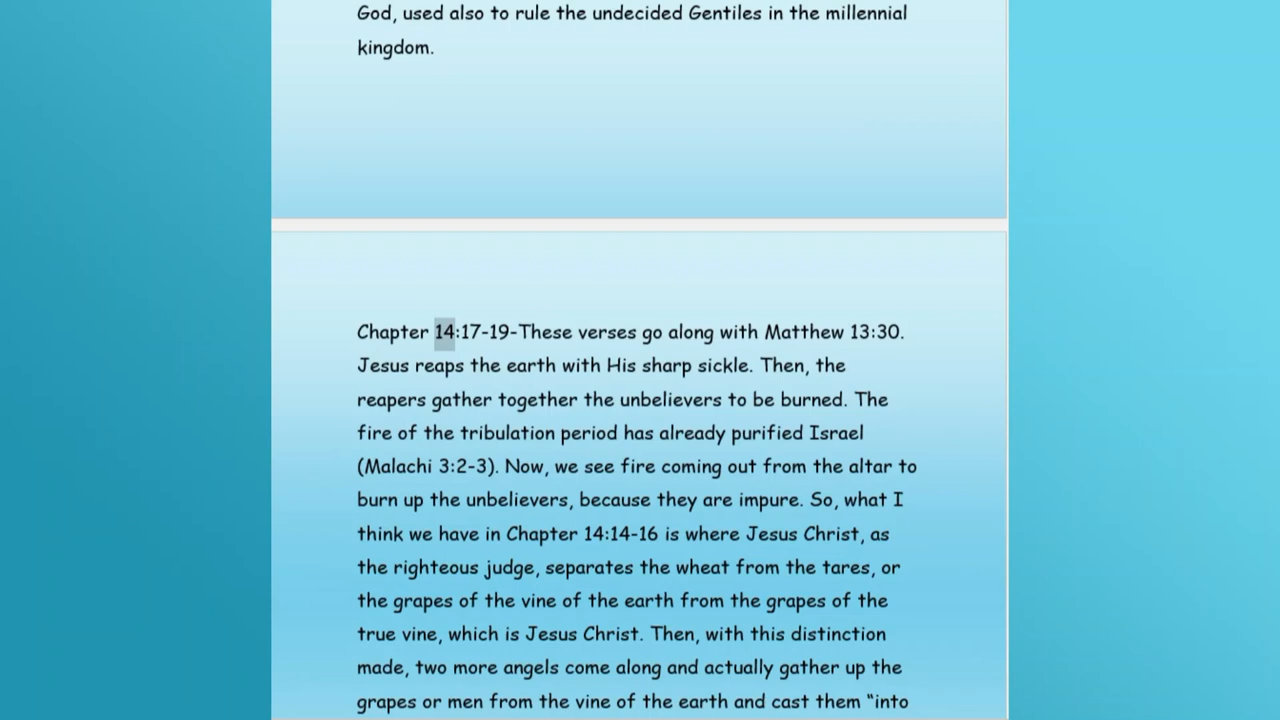 God, used also to rule the undecided Gentiles in the millennial
kingdom.
Chapter 14:17-19-These verses go along with Matthew 13:30.
Jesus reaps the earth with His sharp sickle. Then, the
reapers gather together the unbelievers to be burned. The
fire of the tribulation period has already purified Israel
(Malachi 3:2-3). Now, we see fire coming out from the altar to
burn up the unbelievers, because they are impure. So, what I
think we have in Chapter 14:14-16 is where Jesus Christ, as
the righteous judge, separates the wheat from the tares, or
the grapes of the vine of the earth from the grapes of the
true vine, which is Jesus Christ. Then, with this distinction
made, two more angels come along and actually gather up the
grapes or men from the vine of the earth and cast them “into